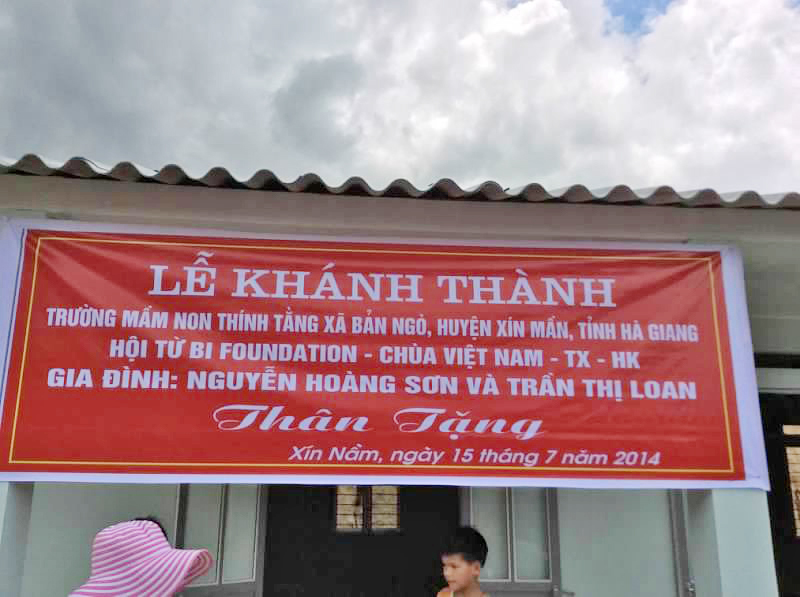 LỄ KHÁNH THÀNH
TRƯỜNG MẦM NON THÍNH TẰNG XÃ BẢN NGÒ, HUYỆN XÍN MẦN, TỈNH HÀ GIANG
HỘI TỪ BI FOUNDATION - CHÙA VIỆT NAM - TX - HK
GIA ĐÌNH: NGUYỄN HOÀNG SƠN VÀ TRẦN THỊ LOAN
Thân Tặng
Xín Nầm, ngày 15 tháng 7 năm 2014